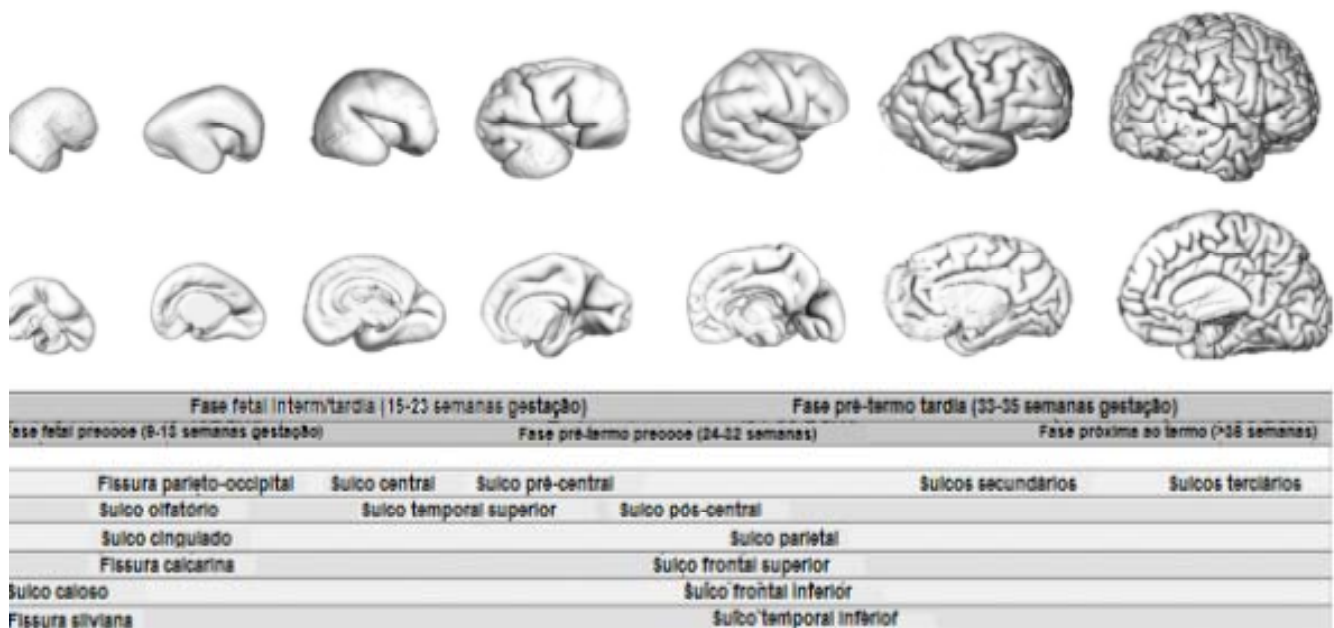 Fase fetal Interm/tardia (15-23 semanas gestação) Fase pré-termo tardia (33-35 semanas gestação)
ase fetal precoce (9-15 semanas gestação) Fase pré-termo precoce (24-32 semanas) Fase próxima ao termo (>36 semanas)
Fissura parieto-occipital Sulco central Sulco pré-central Sulcos secundários Sulcos terciários
Sulco olfatório Sulco temporal superior Sulco pós-central
Sulco cingulado Sulco parietal
Fissura calcarina Sulco frontal superior
Sulco caloso Sulco frontal inferior
Fissura silviana Sulco temporal inferior